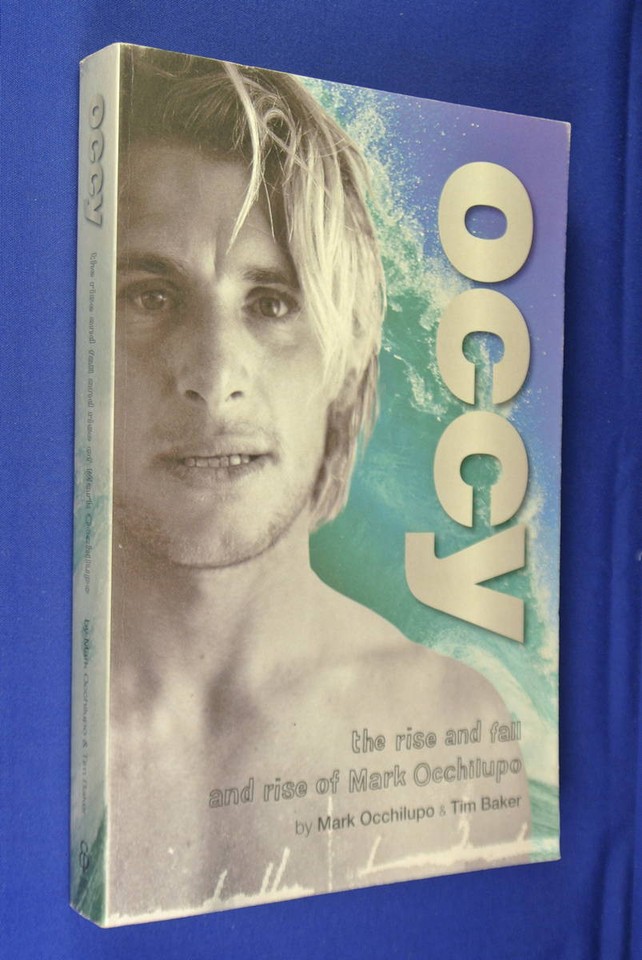 occy
the rise and fall
and rise of Mark Occhilupo
by Mark Occhilupo & Tim Baker
occy
the rise and fall and rise of Mark Occhilupo
by Mark Occhilupo & Tim Baker